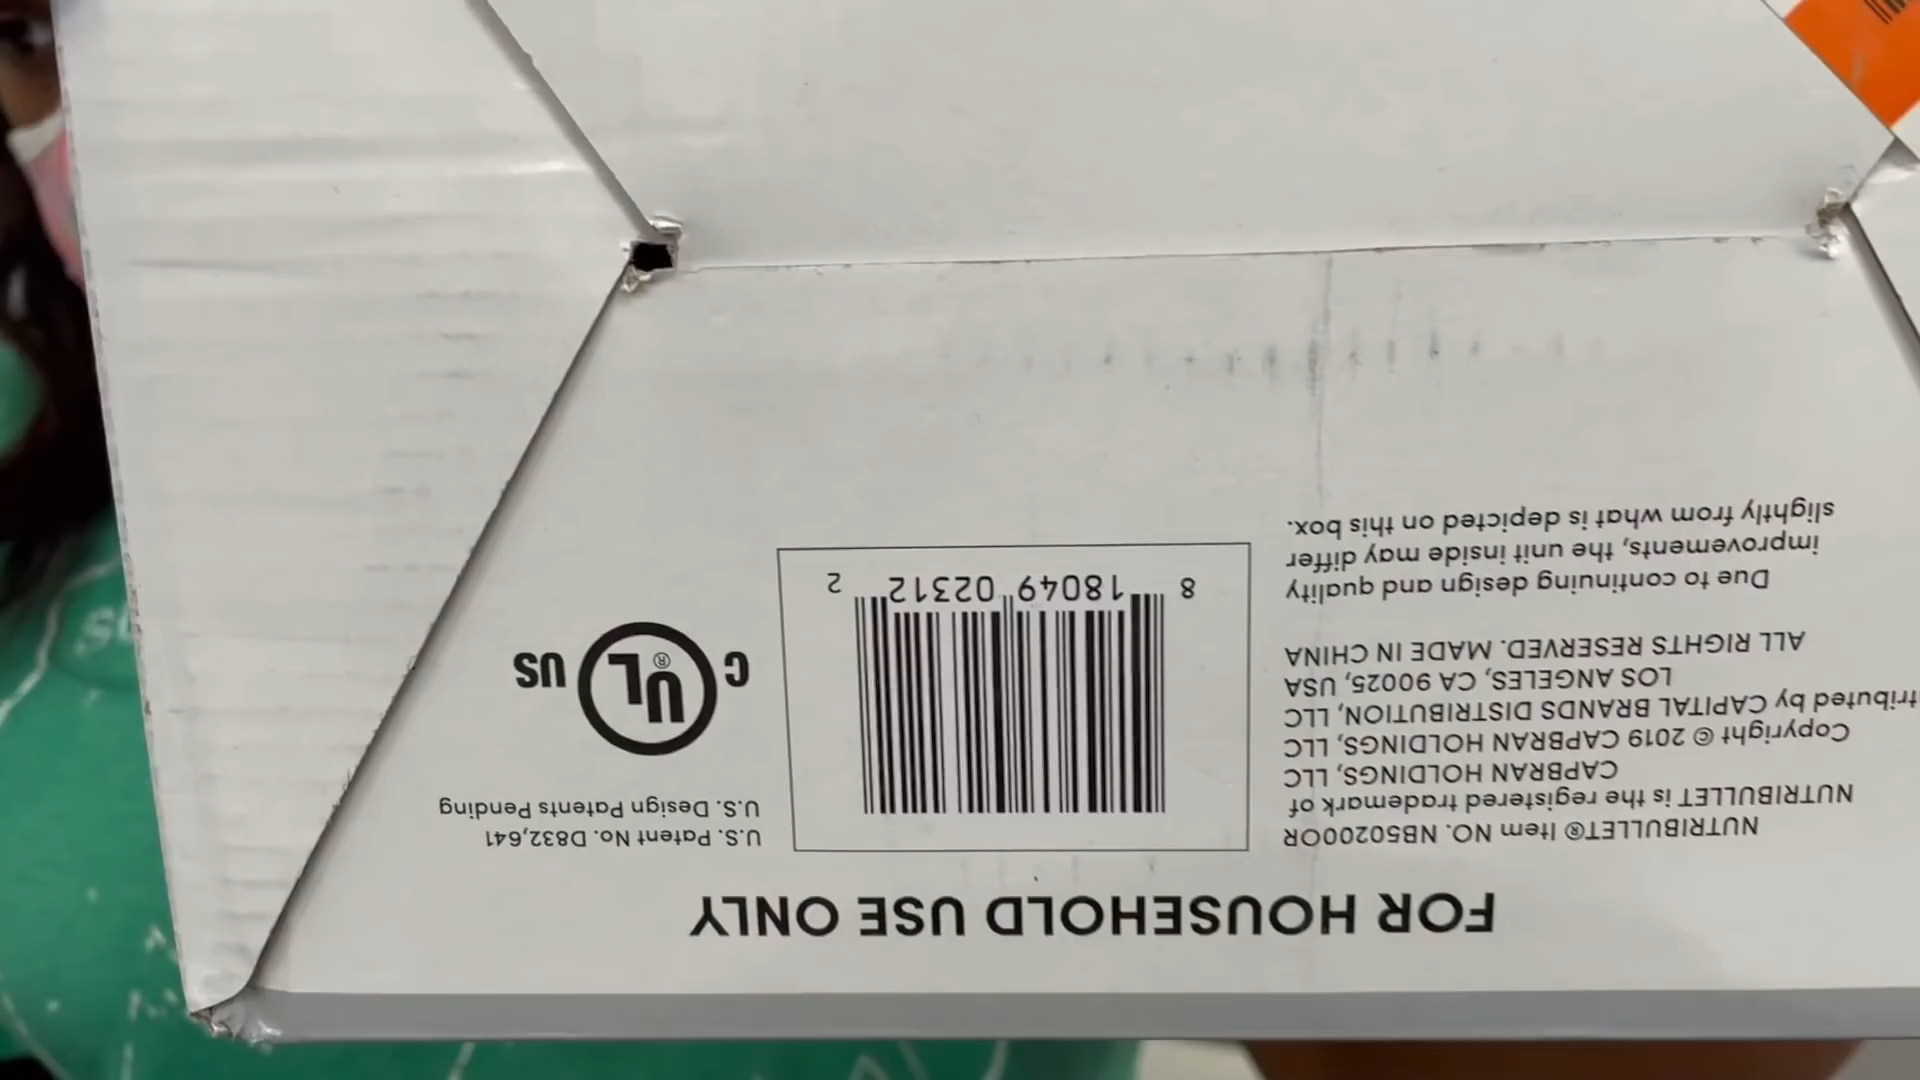 FOR HOUSEHOLD USE ONLY
NUTRIBULLET® Item NO. NB50200OR
NUTRIBULLET is the registered trademark of
CAPBRAN HOLDINGS, LLC
Copyright © 2019 CAPBRAN HOLDINGS, LLC
by CAPITAL BRANDS DISTRIBUTION, LLC
LOS ANGELES, CA 90025, USA
ALL RIGHTS RESERVED. MADE IN CHINA
Due to continuing design and quality
improvements, the unit inside may differ
slightly from what is depicted on this box.
8 18049 02312 2
U.S. Patent No. D832,641
U.S. Design Patents Pending
C UL® US